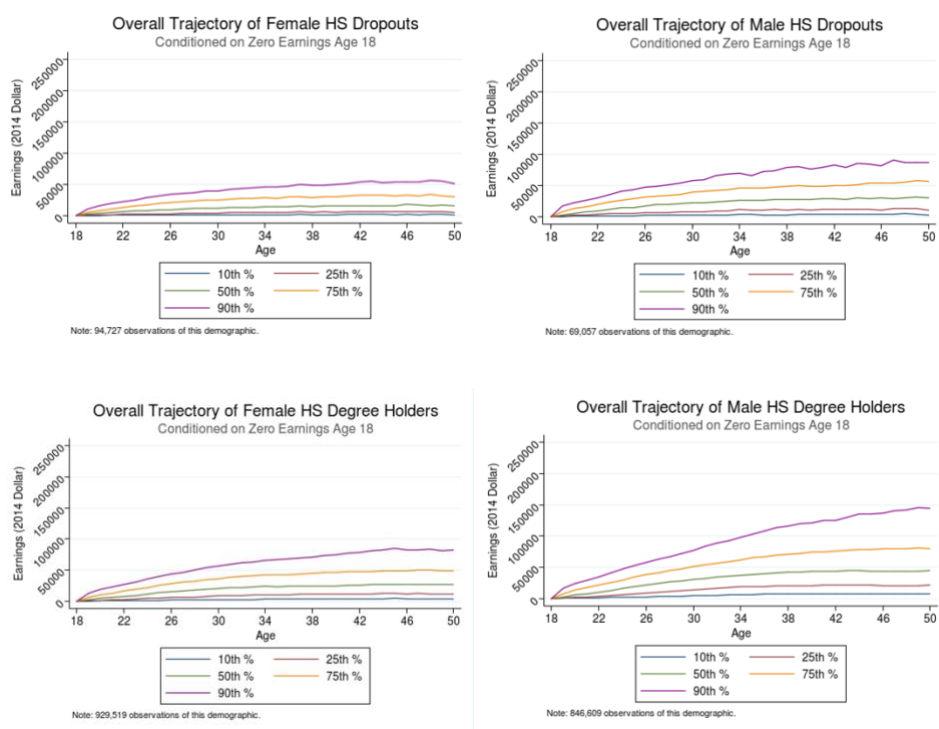 Overall Trajectory of Female HS Dropouts
Conditioned on Zero Earnings Age 18
Earnings (2014 Dollar)
250000
200000
150000
100000
50000
0
18 22 26 30 34 38 42 46 50
Age
10th % 25th %
50th % 75th %
90th %
Note: 94,727 observations of this demographic.
Overall Trajectory of Male HS Dropouts
Conditioned on Zero Earnings Age 18
Earnings (2014 Dollar)
250000
200000
150000
100000
50000
0
18 22 26 30 34 38 42 46 50
Age
10th % 25th %
50th % 75th %
90th %
Note: 69,057 observations of this demographic.
Overall Trajectory of Female HS Degree Holders
Conditioned on Zero Earnings Age 18
Earnings (2014 Dollar)
250000
200000
150000
100000
50000
0
18 22 26 30 34 38 42 46 50
Age
10th % 25th %
50th % 75th %
90th %
Note: 929,519 observations of this demographic.
Overall Trajectory of Male HS Degree Holders
Conditioned on Zero Earnings Age 18
Earnings (2014 Dollar)
250000
200000
150000
100000
50000
0
18 22 26 30 34 38 42 46 50
Age
10th % 25th %
50th % 75th %
90th %
Note: 846,609 observations of this demographic.